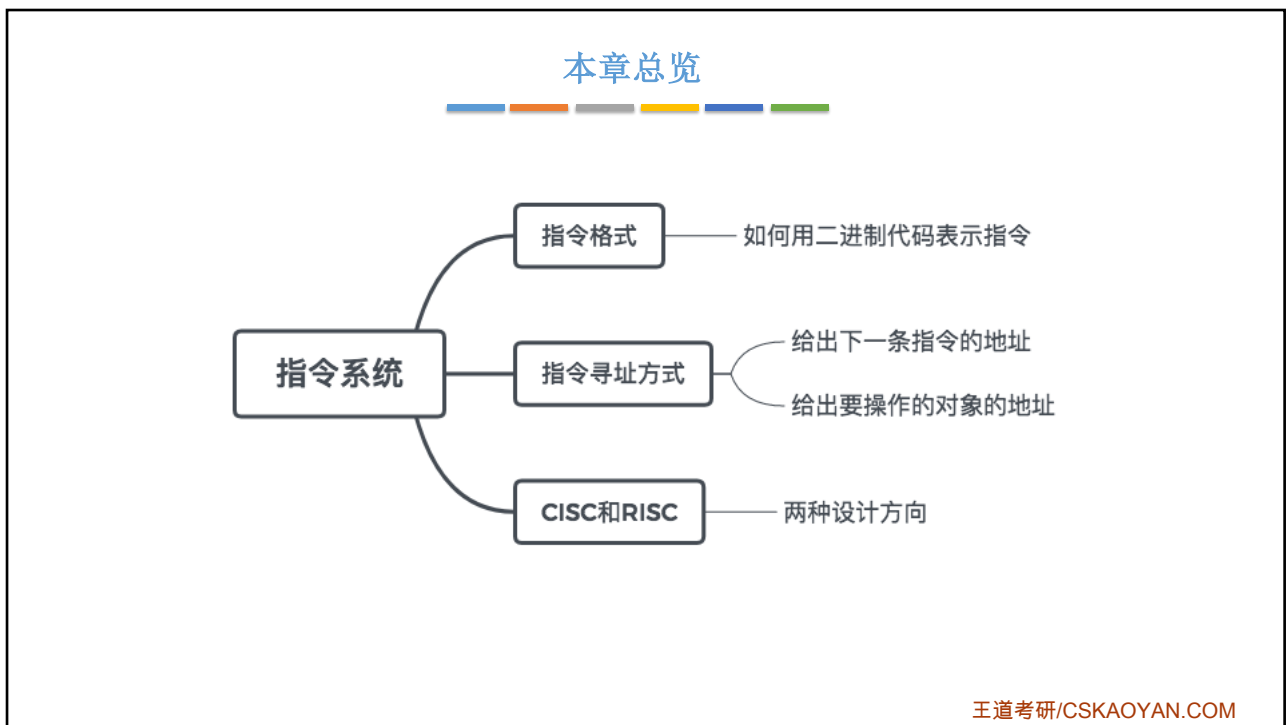 本章总览
指令格式
如何用二进制代码表示指令
指令系统
指令寻址方式
给出下一条指令的地址
给出要操作的对象的地址
CISC和RISC
两种设计方向
王道考研/CSKAOYAN.COM